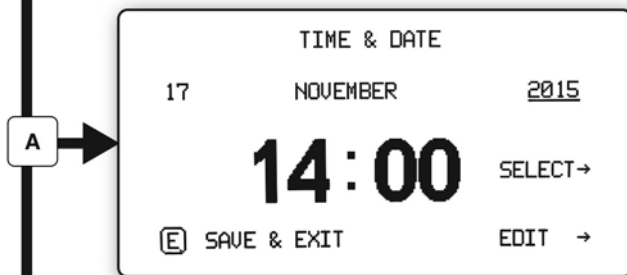 TIME & DATE
17 NOVEMBER 2015
A
14:00
SELECT→
E SAVE & EXIT EDIT →